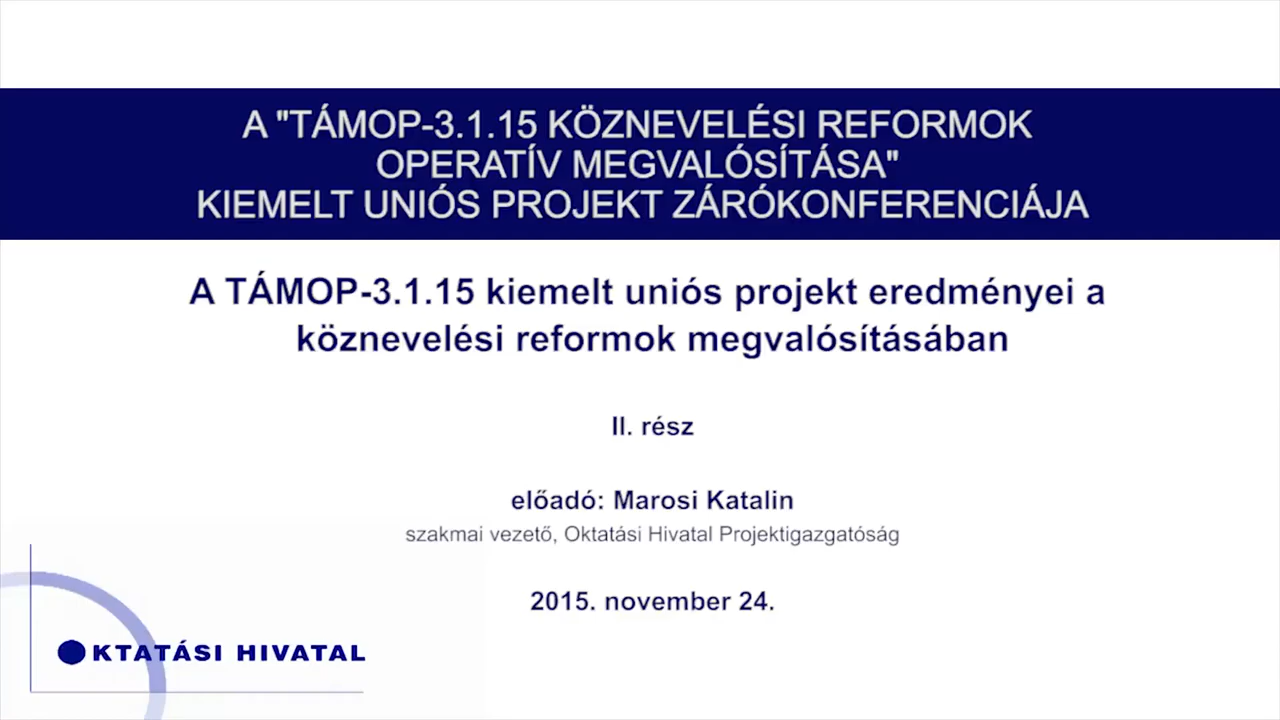 A "TÁMOP-3.1.15 KÖZNEVELÉSI REFORMOK
OPERATÍV MEGVALÓSÍTÁSA"
KIEMELT UNIÓS PROJEKT ZÁRÓKONFERENCIÁJA
A TÁMOP-3.1.15 kiemelt uniós projekt eredményei a
köznevelési reformok megvalósításában
II. rész
előadó: Marosi Katalin
szakmai vezető, Oktatási Hivatal Projektigazgatóság
2015. november 24.
OKTATÁSI HIVATAL